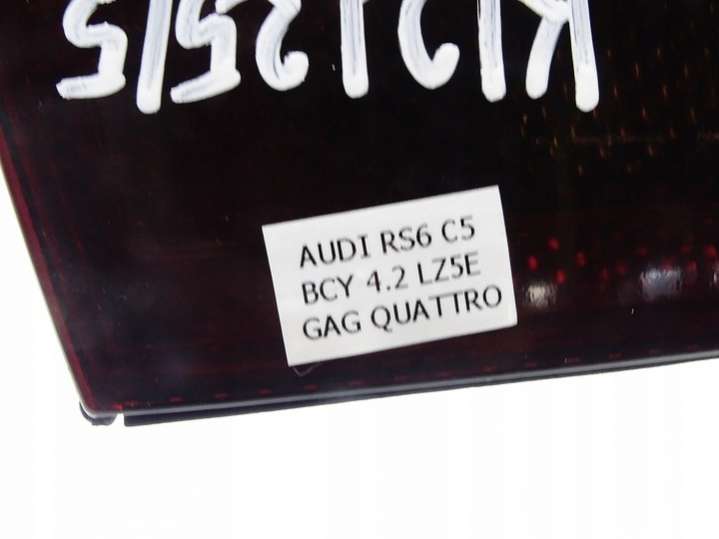 AUDI RS6 C5
BCY 4.2 LZ5E
GAG QUATTRO